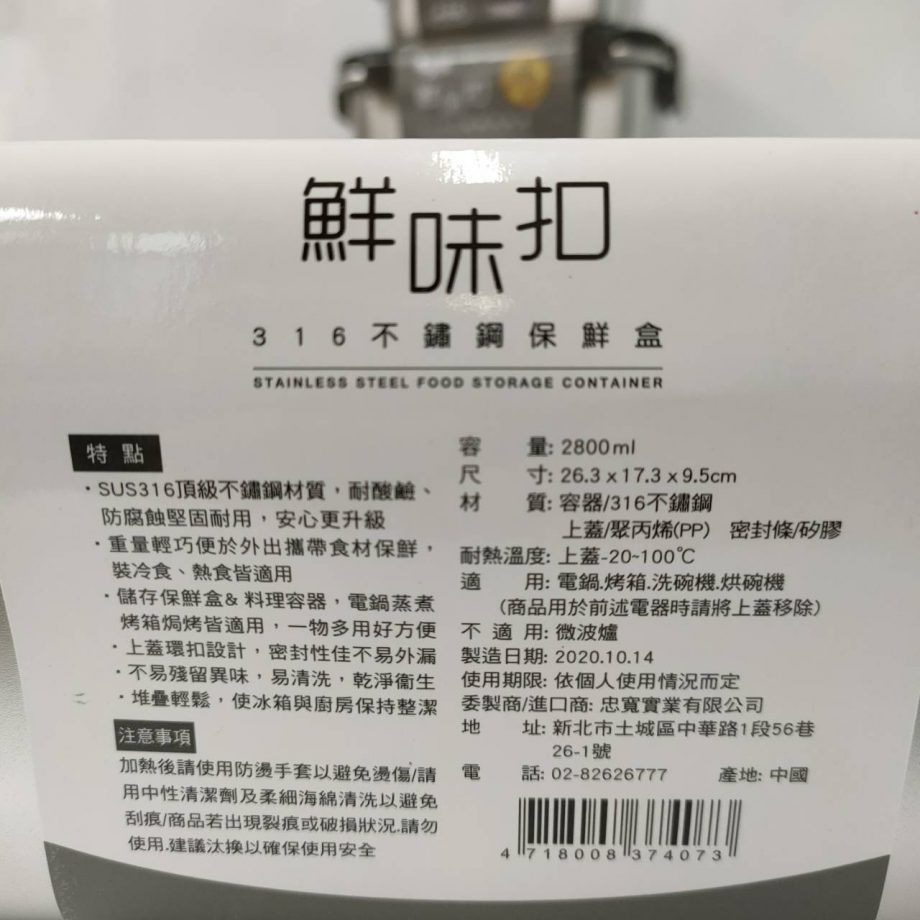 鮮味扣
316不鏽鋼保鮮盒
STAINLESS STEEL FOOD STORAGE CONTAINER
特點
・SUS316頂級不鏽鋼材質，耐酸鹼、
防腐蝕堅固耐用，安心更升級
・重量輕巧便於外出攜帶食材保鮮，
裝冷食、熱食皆適用
・儲存保鮮盒& 料理容器，電鍋蒸煮
烤箱焗烤皆適用，一物多用好方便
・上蓋環扣設計，密封性佳不易外漏
・不易殘留異味，易清洗，乾淨衛生
・堆疊輕鬆，使冰箱與廚房保持整潔
注意事項
加熱後請使用防燙手套以避免燙傷/請
用中性清潔劑及柔細海綿清洗以避免
刮痕/商品若出現裂痕或破損狀況.請勿
使用.建議汰換以確保使用安全
容 量: 2800ml
尺 寸: 26.3 x 17.3 x 9.5cm
材 質: 容器/316不鏽鋼
上蓋/聚丙烯(PP) 密封條/矽膠
耐熱溫度: 上蓋-20~100℃
適 用: 電鍋.烤箱.洗碗機.烘碗機
(商品用於前述電器時請將上蓋移除)
不 適 用: 微波爐
製造日期: 2020.10.14
使用期限: 依個人使用情況而定
委製商/進口商: 忠寬實業有限公司
地 址: 新北市土城區中華路1段56巷
26-1號
電 話: 02-82626777 產地: 中國
4 718008 374073